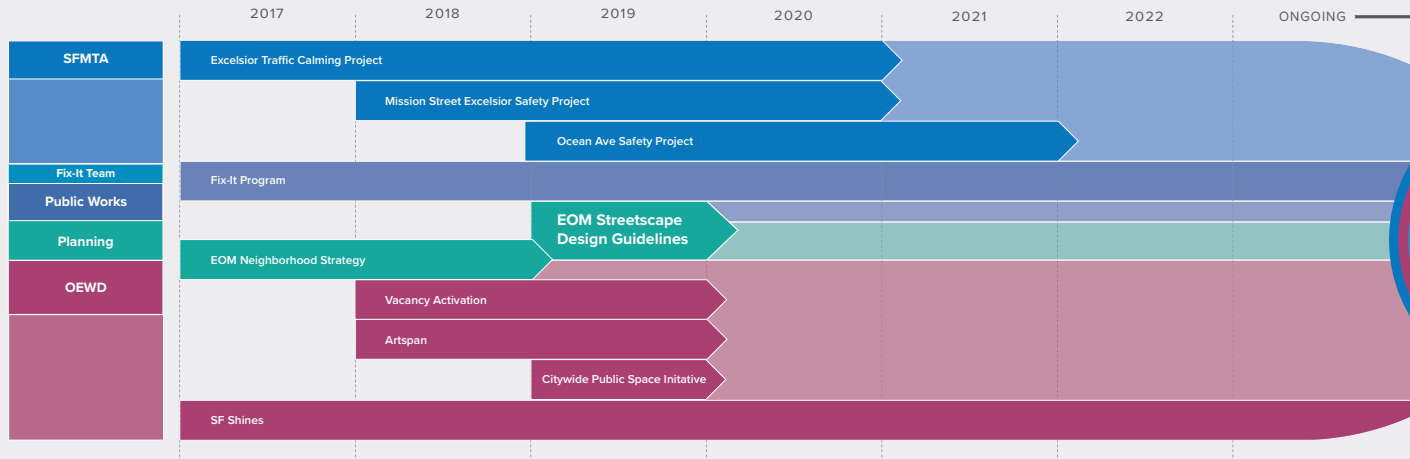 2017
2018
2019
2020
2021
2022
ONGOING
SFMTA
Excelsior Traffic Calming Project
Mission Street Excelsior Safety Project
Ocean Ave Safety Project
Fix-It Team
Fix-It Program
Public Works
EOM Streetscape
Design Guidelines
Planning
EOM Neighborhood Strategy
OEWD
Vacancy Activation
Artspan
Citywide Public Space Initative
SF Shines